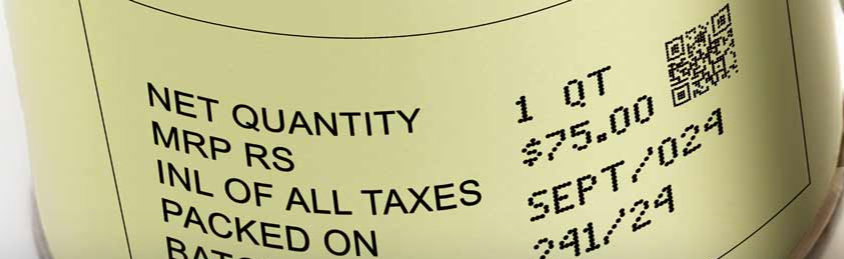 NET QUANTITY 1 QT
MRP RS $75.00
INL OF ALL TAXES
PACKED ON SEPT/024
241/24